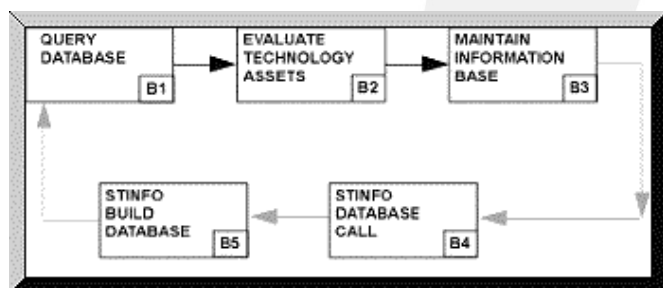 QUERY
DATABASE
B1
EVALUATE
TECHNOLOGY
ASSETS
B2
MAINTAIN
INFORMATION
BASE
B3
STINFO
BUILD
DATABASE
B5
STINFO
DATABASE
CALL
B4